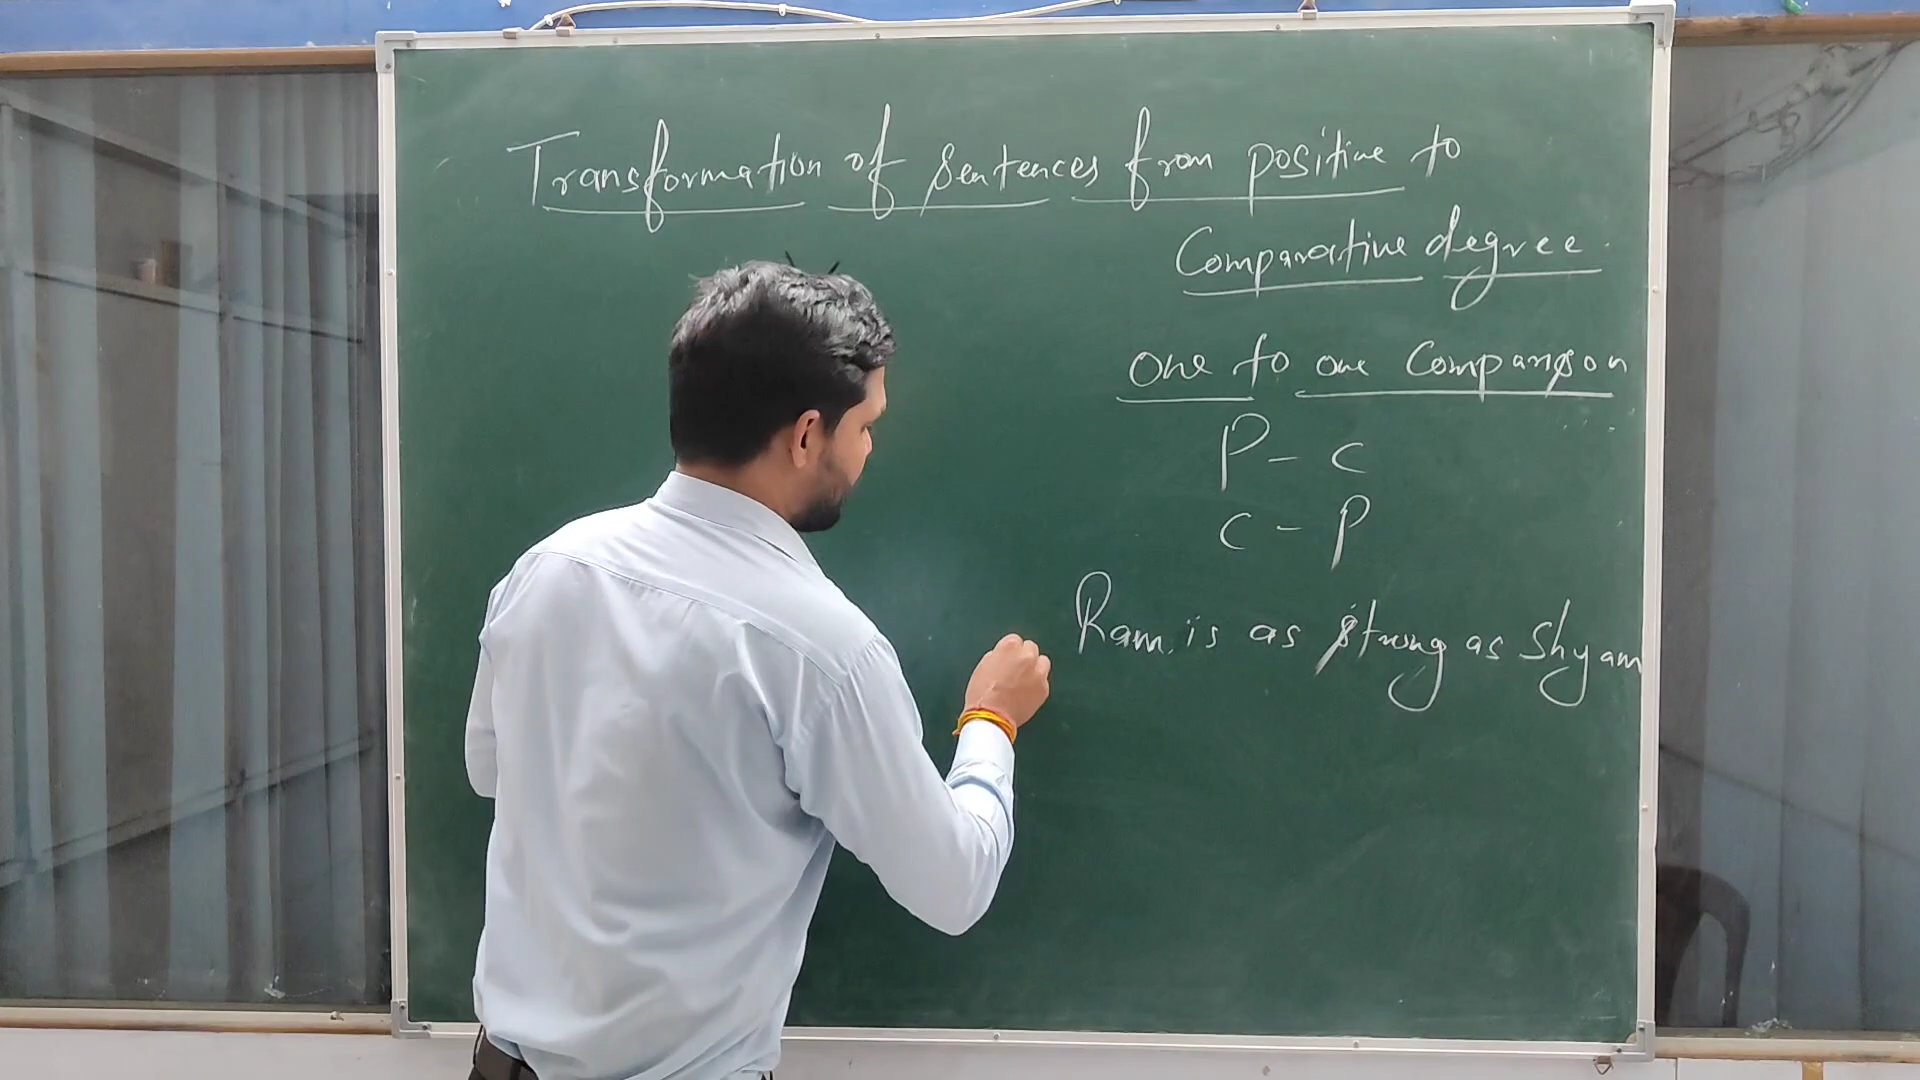 Transformation of sentences from positive to
Comparative degree.
One to one Comparison
P - C
C - P
Ram is as strong as Shyam